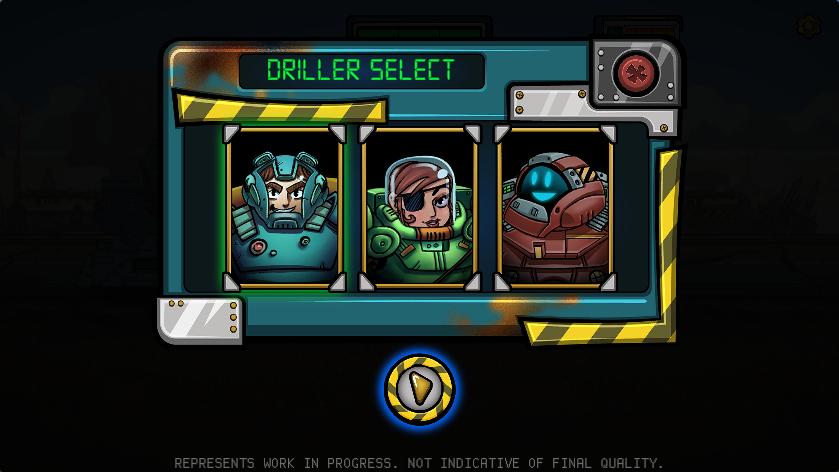 DRILLER SELECT
REPRESENTS WORK IN PROGRESS. NOT INDICATIVE OF FINAL QUALITY.